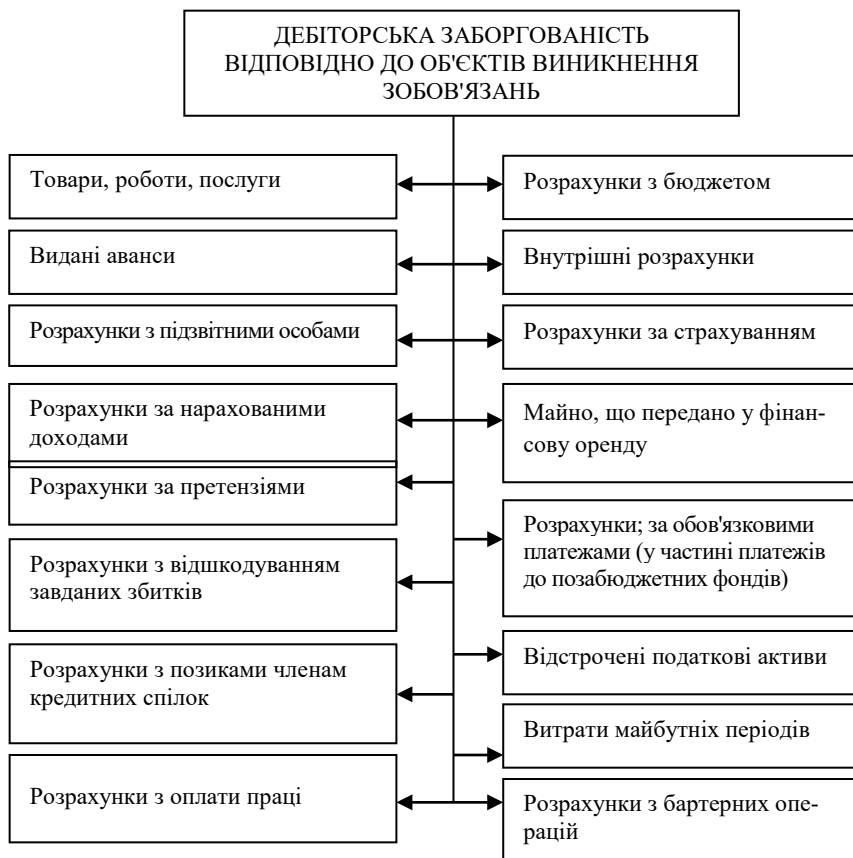 ДЕБІТОРСЬКА ЗАБОРГОВАНІСТЬ
ВІДПОВІДНО ДО ОБ'ЄКТІВ ВИНИКНЕННЯ
ЗОБОВ'ЯЗАНЬ
Товари, роботи, послуги
Розрахунки з бюджетом
Видані аванси
Внутрішні розрахунки
Розрахунки з підзвітними особами
Розрахунки за страхуванням
Розрахунки за нарахованими
доходами
Майно, що передано у фінан-
сову оренду
Розрахунки за претензіями
Розрахунки; за обов'язковими
платежами (у частині платежів
до позабюджетних фондів)
Розрахунки з відшкодуванням
завданих збитків
Відстрочені податкові активи
Розрахунки з позиками членам
кредитних спілок
Витрати майбутніх періодів
Розрахунки з оплати праці
Розрахунки з бартерних опе-
рацій